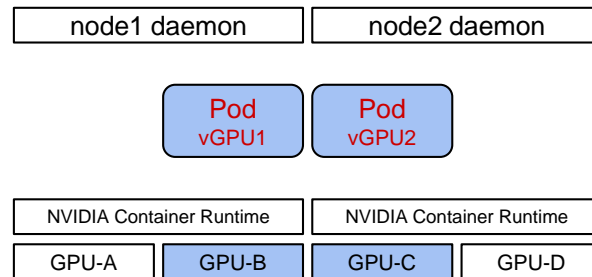 node1 daemon
node2 daemon
Pod
vGPU1
Pod
vGPU2
NVIDIA Container Runtime
NVIDIA Container Runtime
GPU-A
GPU-B
GPU-C
GPU-D